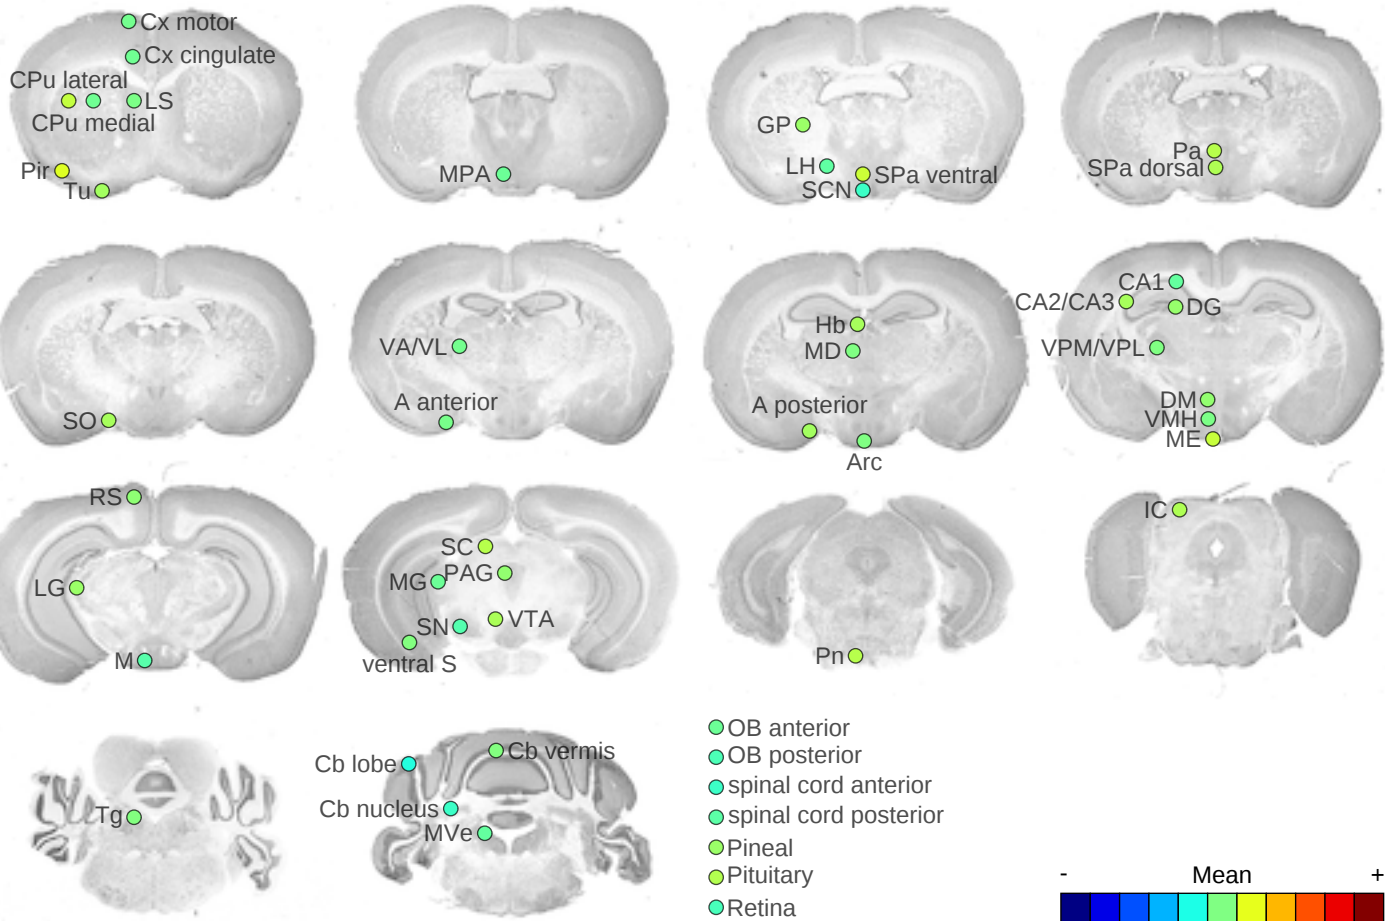 Cx motor
Cx cingulate
CPu lateral
LS
CPu medial
Pir
Tu
MPA
GP
LH
SPa ventral
SCN
Pa
SPa dorsal
SO
VA/VL
A anterior
Hb
MD
A posterior
Arc
CA1
CA2/CA3
DG
VPM/VPL
DM
VMH
ME
RS
LG
M
SC
MG
PAG
SN
VTA
ventral S
Pn
IC
Tg
Cb lobe
Cb vermis
Cb nucleus
MVe
OB anterior
OB posterior
spinal cord anterior
spinal cord posterior
Pineal
Pituitary
Retina
- Mean +